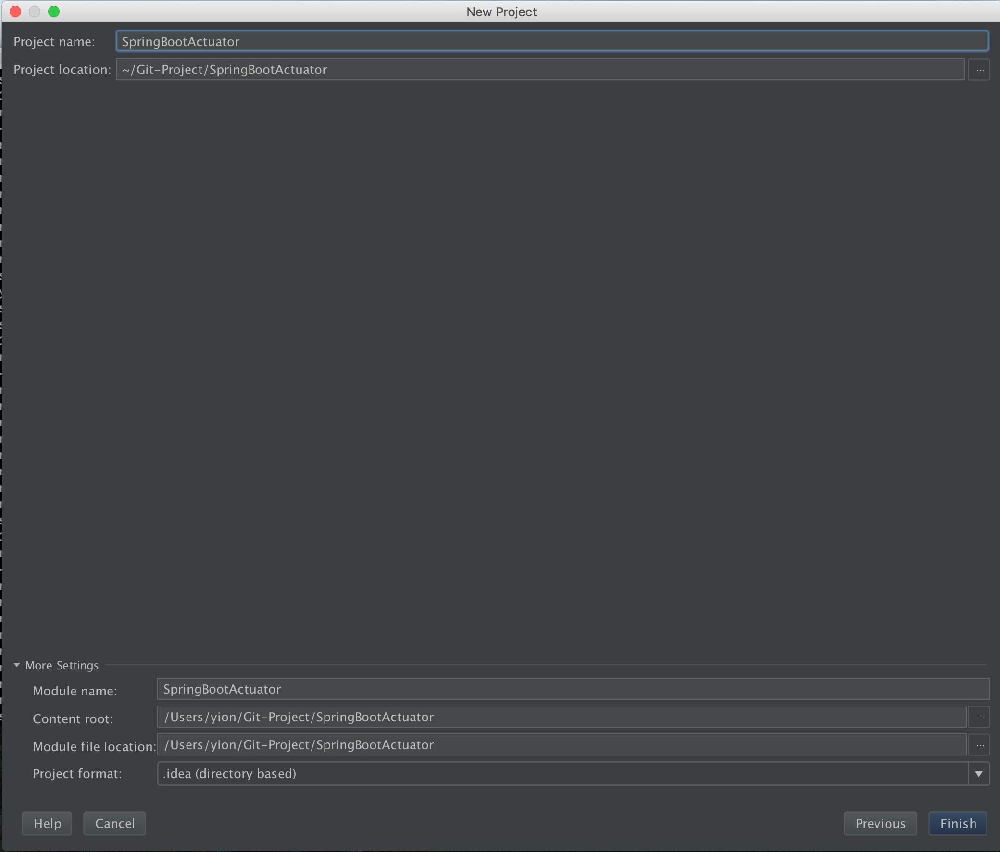 New Project
Project name: SpringBootActuator
Project location: ~/Git-Project/SpringBootActuator ...
More Settings
Module name: SpringBootActuator
Content root: /Users/yion/Git-Project/SpringBootActuator ...
Module file location: /Users/yion/Git-Project/SpringBootActuator ...
Project format: .idea (directory based)
Help Cancel Previous Finish